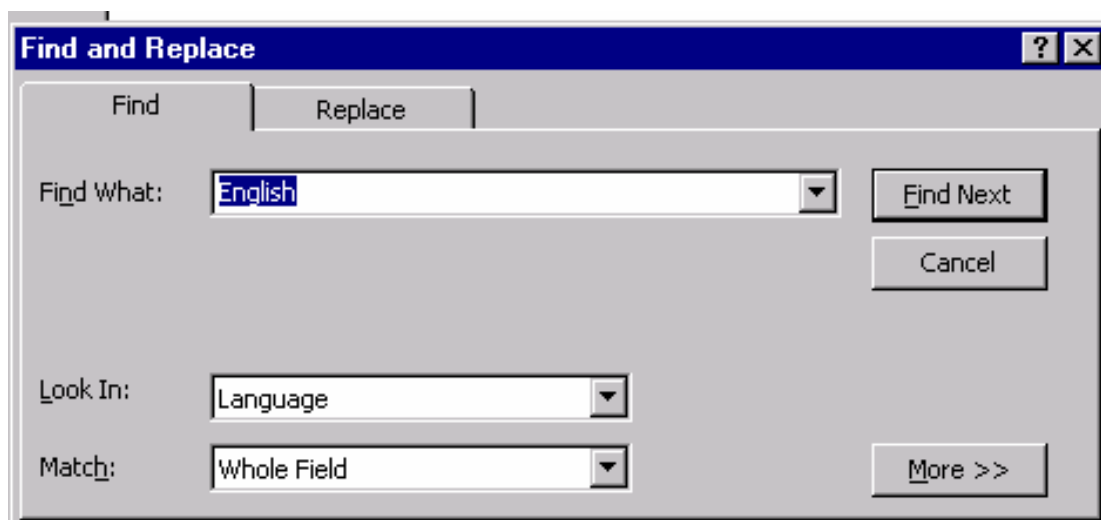 Find and Replace
Find Replace
Find What: English Find Next
Cancel
Look In: Language
Match: Whole Field More >>